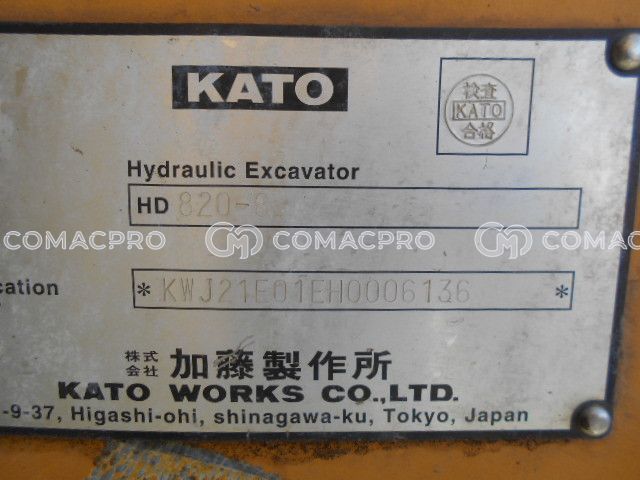 KATO
検査
KATO
合格
Hydraulic Excavator
HD 820-
COMACPRO COMACPRO COMACPRO
cation
*KWJ21E01EH0006136 *
株式会社 加藤製作所
KATO WORKS CO.,LTD.
-9-37, Higashi-ohi, shinagawa-ku, Tokyo, Japan